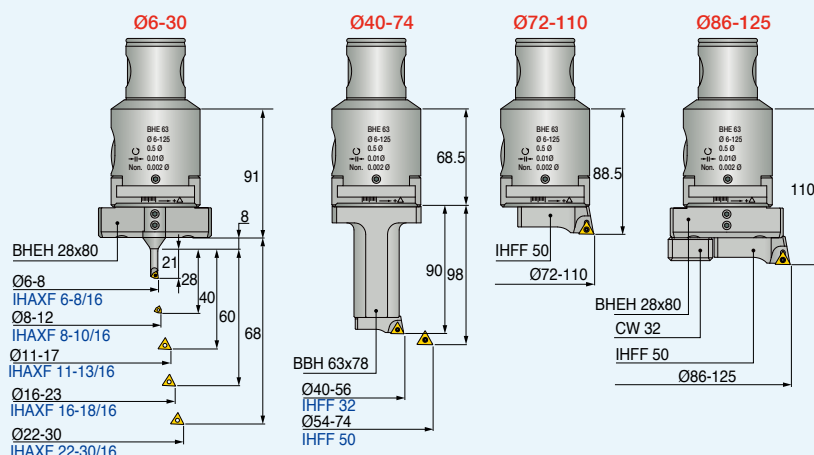 Ø6-30
Ø40-74
Ø72-110
Ø86-125
BHE 63
Ø 6-125
0.5 Ø
0.01Ø
Non. 0.002 Ø
91
8
BHEH 28x80
21
28
40
60
68
Ø6-8
IHAXF 6-8/16
Ø8-12
IHAXF 8-10/16
Ø11-17
IHAXF 11-13/16
Ø16-23
IHAXF 16-18/16
Ø22-30
IHAXF 22-30/16
BHE 63
Ø 6-125
0.5 Ø
0.01Ø
Non. 0.002 Ø
68.5
90
98
BBH 63x78
Ø40-56
IHFF 32
Ø54-74
IHFF 50
BHE 63
Ø 6-125
0.5 Ø
0.01Ø
Non. 0.002 Ø
88.5
IHFF 50
Ø72-110
BHE 63
Ø 6-125
0.5 Ø
0.01Ø
Non. 0.002 Ø
110
BHEH 28x80
CW 32
IHFF 50
Ø86-125